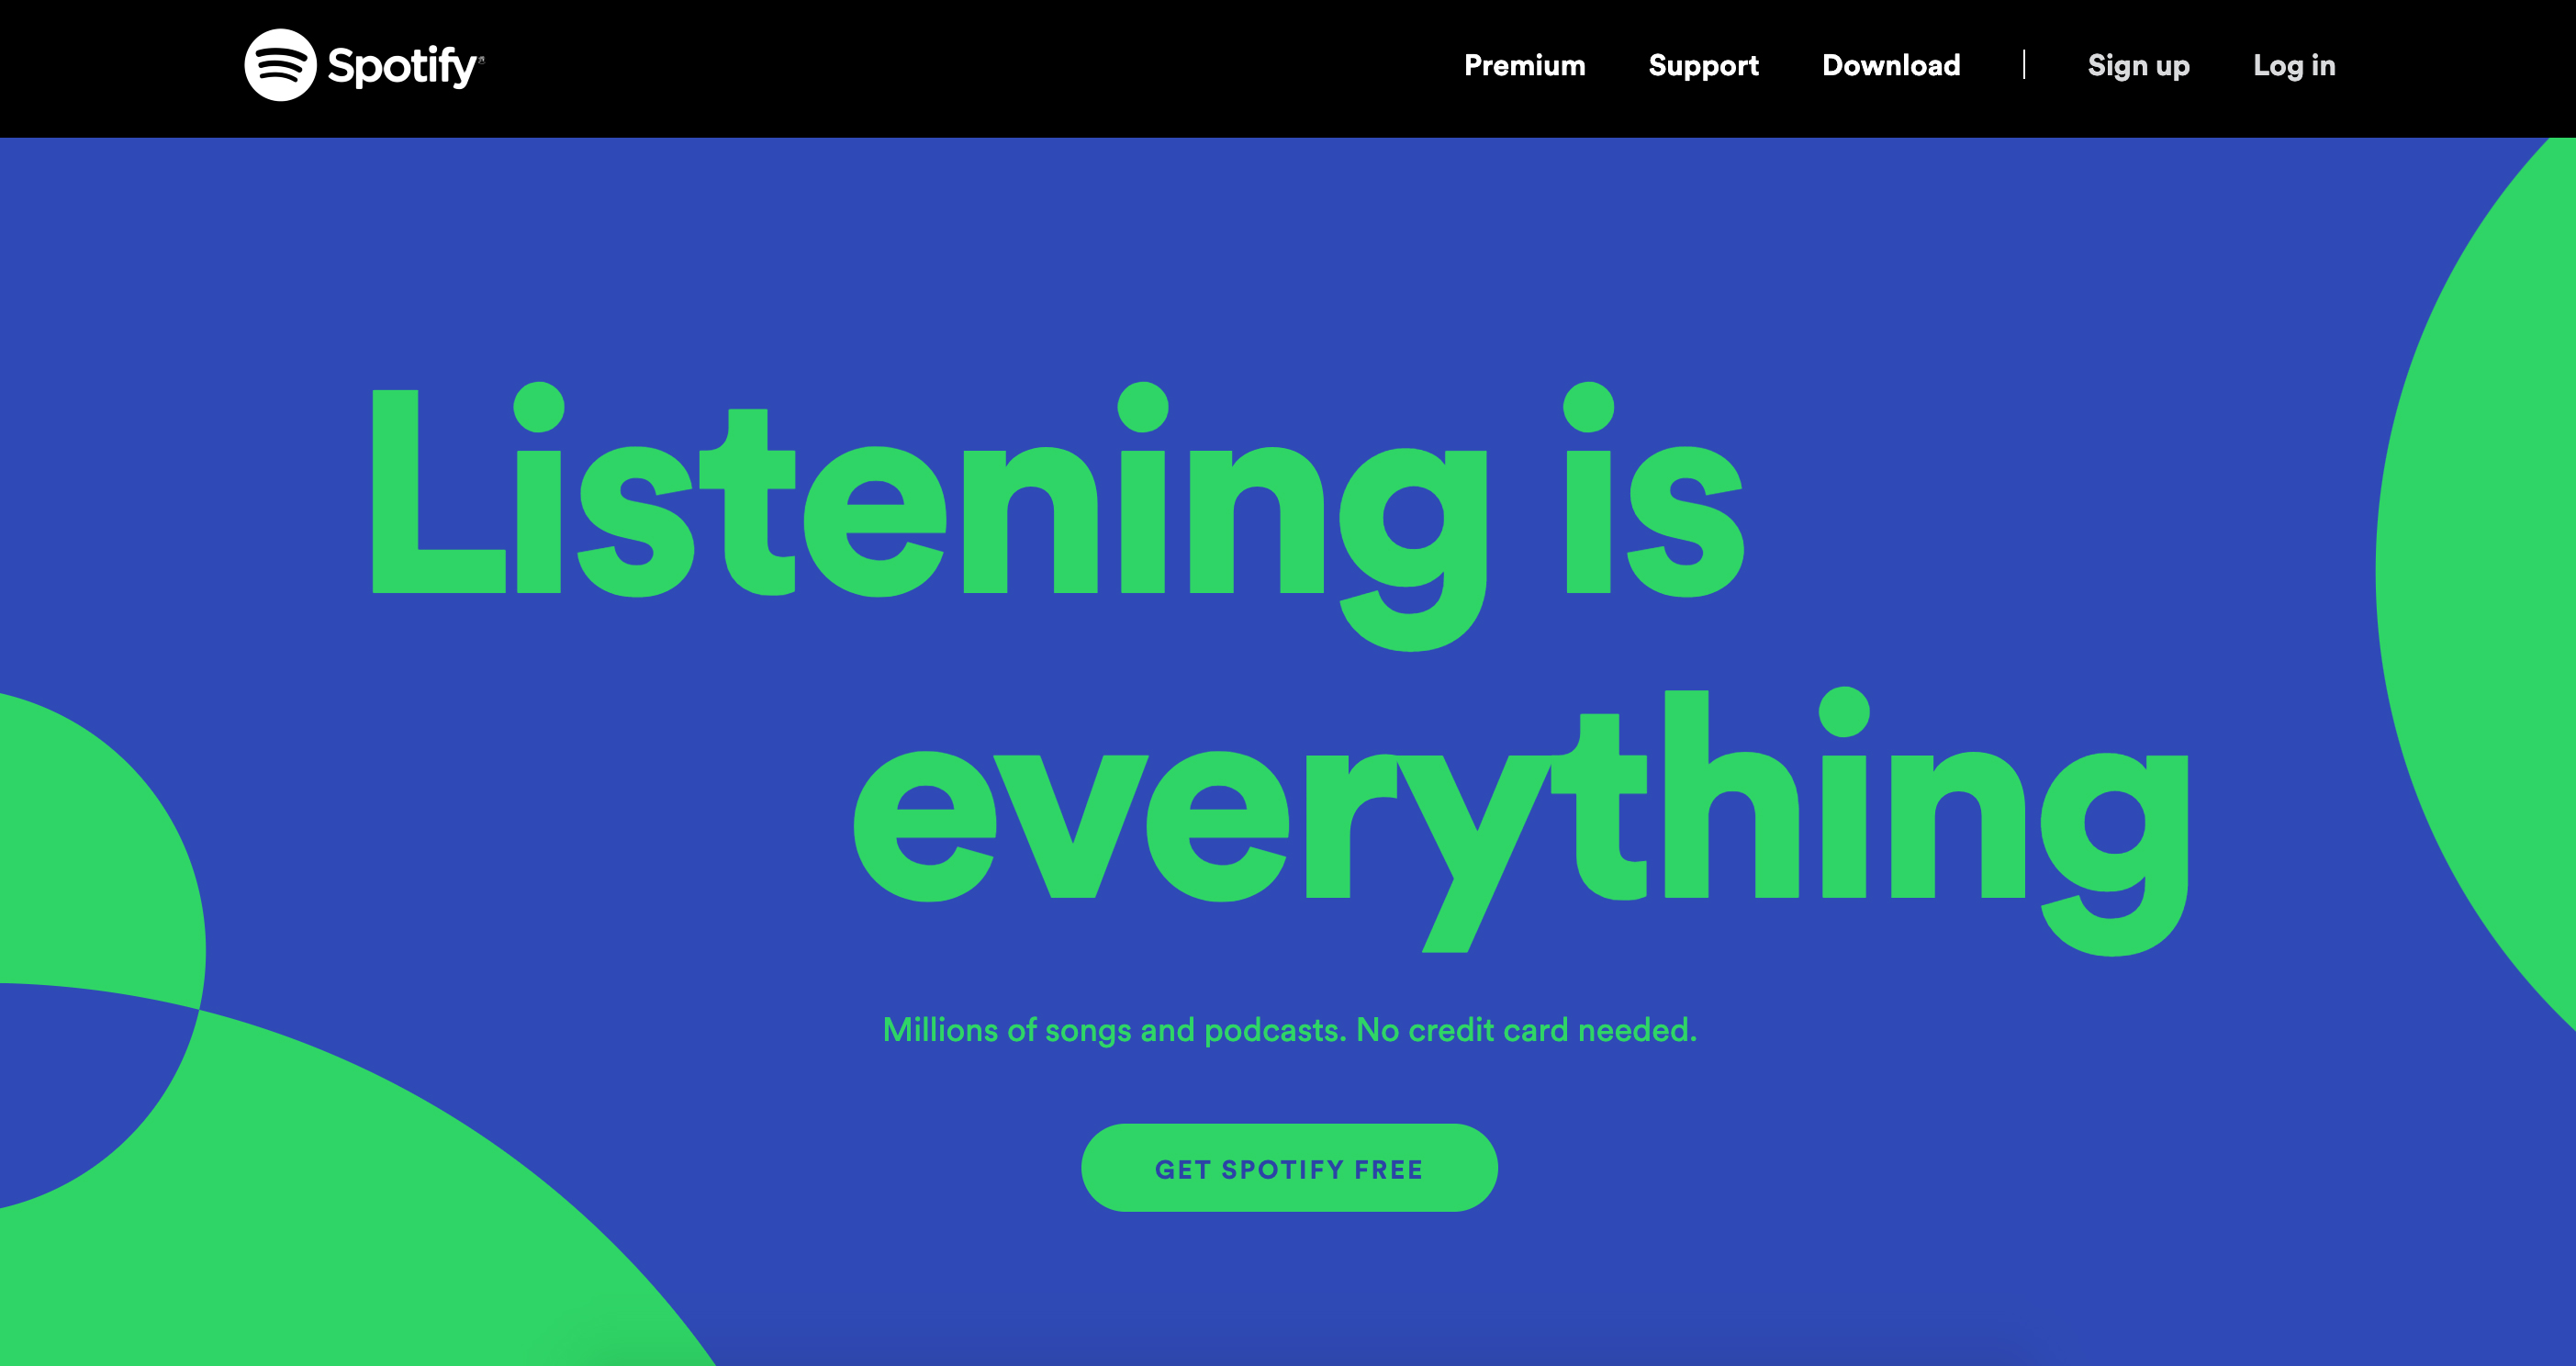 Spotify
Premium Support Download | Sign up Log in
Listening is
everything
Millions of songs and podcasts. No credit card needed.
GET SPOTIFY FREE